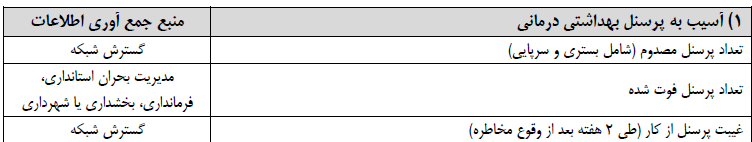 ۱) آسیب به پرسنل بهداشتی درمانی	منبع جمع آوری اطلاعات
تعداد پرسنل مصدوم (شامل بستری و سرپایی)	گسترش شبکه
تعداد پرسنل فوت شده	مدیریت بحران استانداری،
فرمانداری، بخشداری یا شهرداری
غیبت پرسنل از کار (طی ۲ هفته بعد از وقوع مخاطره)	گسترش شبکه